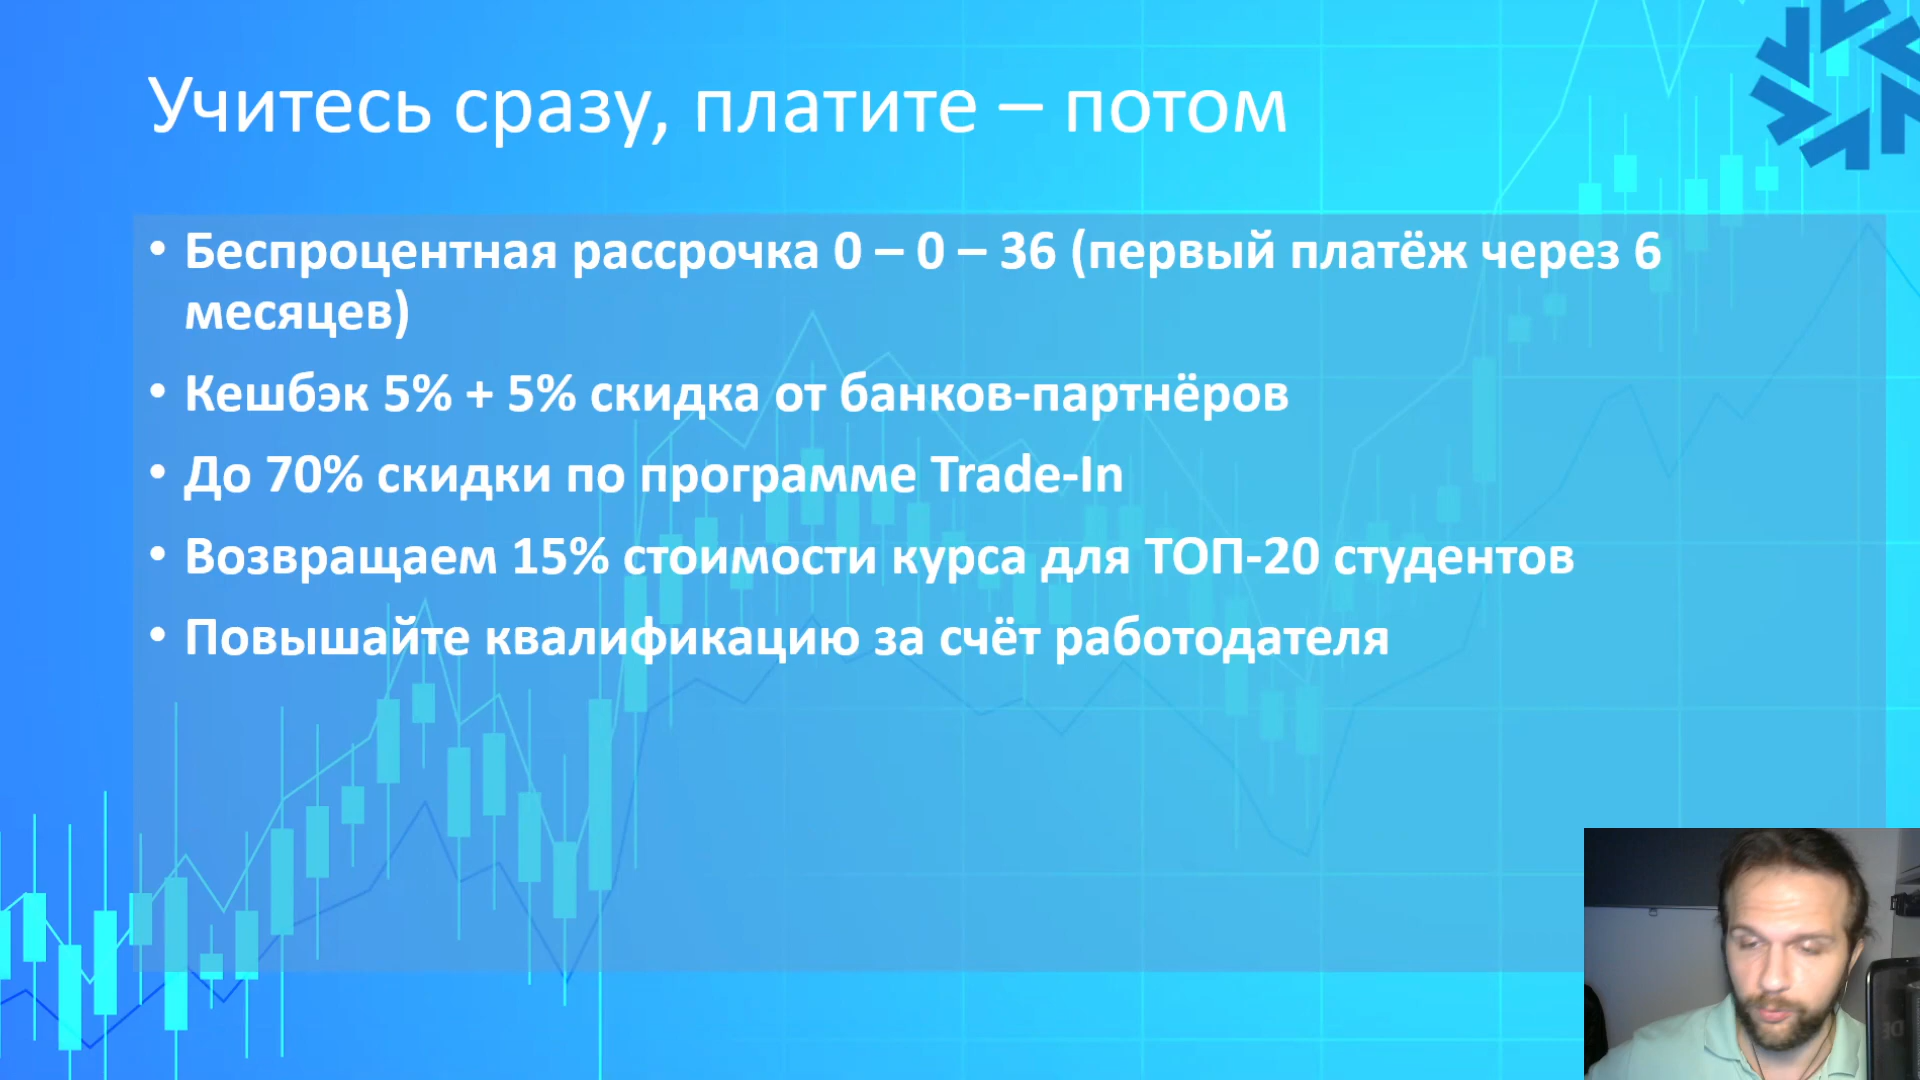 Учитесь сразу, платите – потом
• Беспроцентная рассрочка 0 – 0 – 36 (первый платёж через 6
месяцев)
• Кешбэк 5% + 5% скидка от банков-партнёров
• До 70% скидки по программе Trade-In
• Возвращаем 15% стоимости курса для ТОП-20 студентов
• Повышайте квалификацию за счёт работодателя